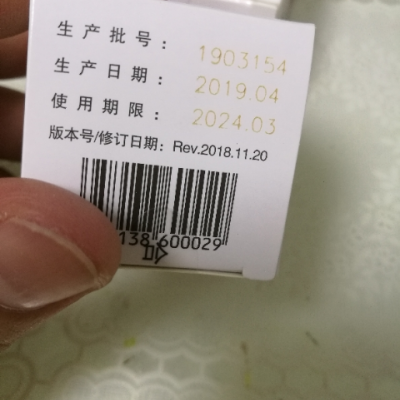 生产批号： 1903154
生产日期： 2019.04
使用期限： 2024.03
版本号/修订日期： Rev.2018.11.20
138 600029